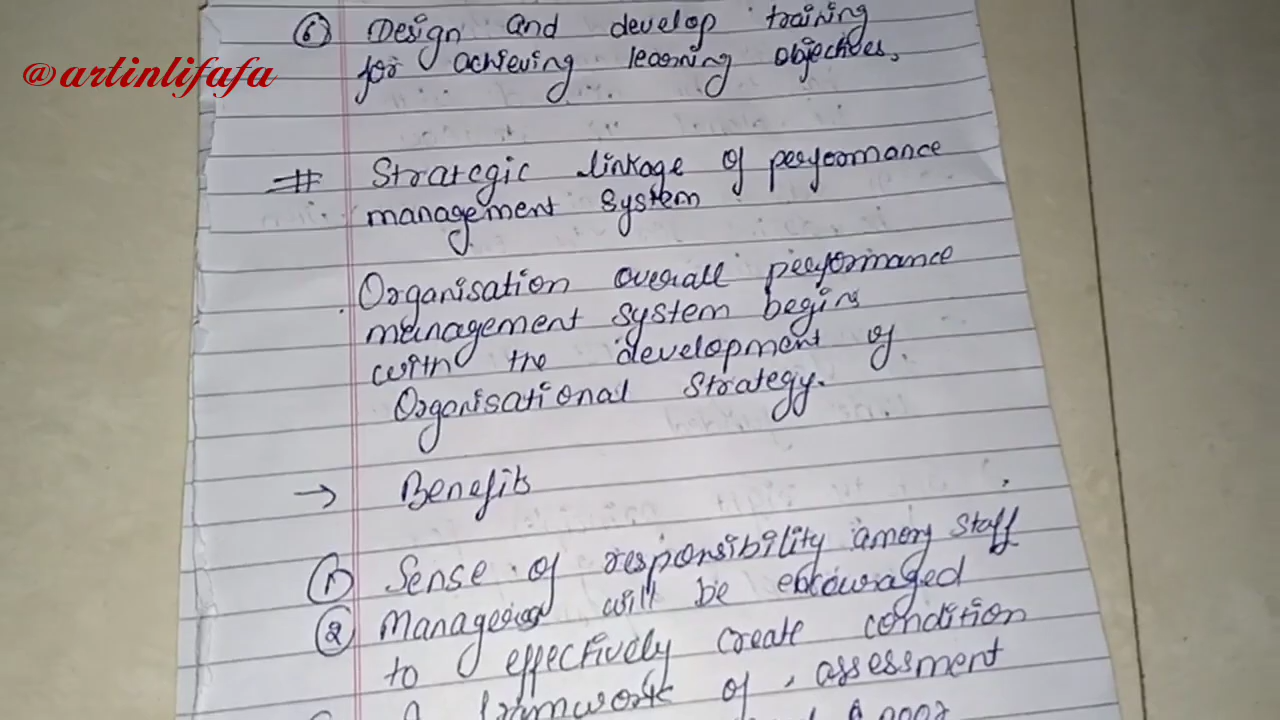 @artinlifafa
⑥ Design and develop training
for achieving learning objectives.
# Strategic linkage of performance
management system
Organisation overall performance
management system begins
with the development of
Organisational strategy.
→ Benefits
① Sense of responsibility among staff
② Manageres will be encouraged
to effectively create condition
framwork of assessment